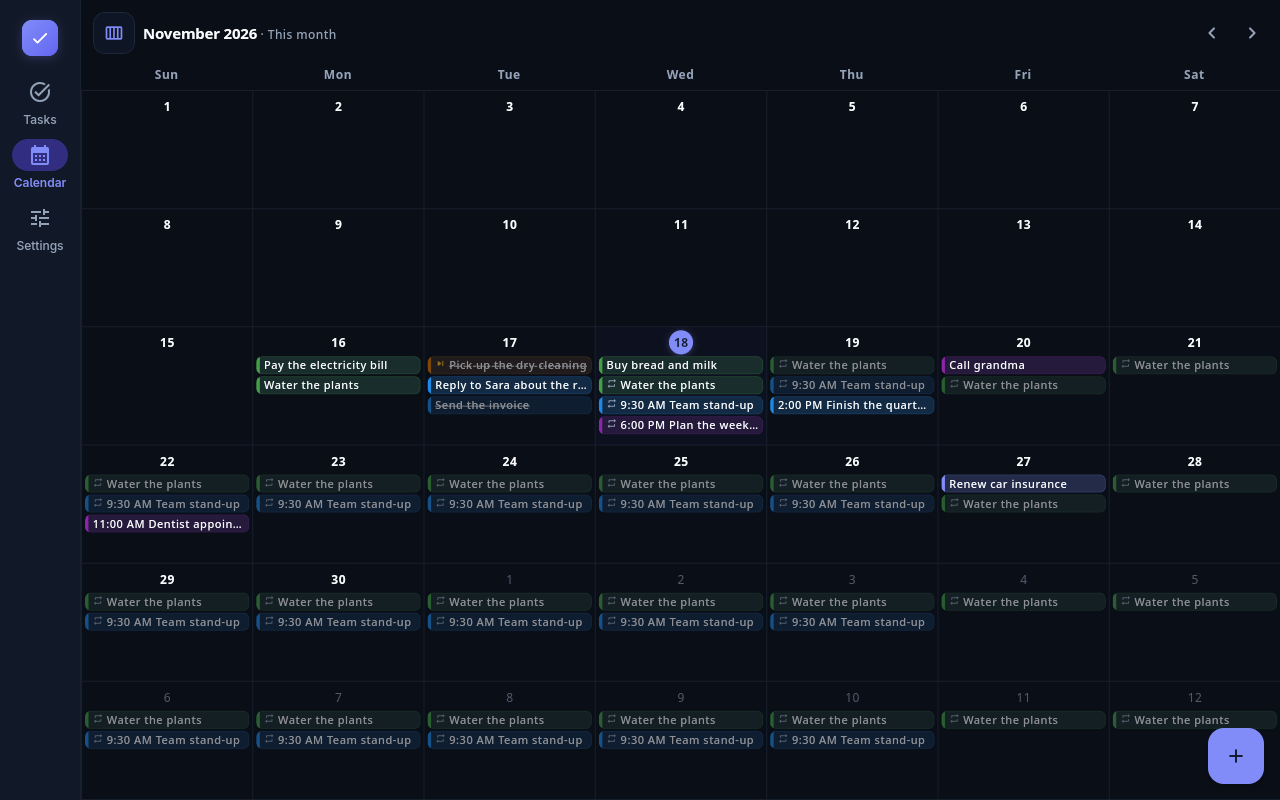 November 2026 · This month
Sun Mon Tue Wed Thu Fri Sat
Tasks
Calendar
Settings
1 2 3 4 5 6 7
8 9 10 11 12 13 14
15 16 17 18 19 20 21
Pay the electricity bill Pick up the dry cleaning Buy bread and milk Water the plants Call grandma Water the plants
Water the plants Reply to Sara about the r… Water the plants 9:30 AM Team stand-up Water the plants
Send the invoice 9:30 AM Team stand-up 2:00 PM Finish the quart…
6:00 PM Plan the week…
22 23 24 25 26 27 28
Water the plants Water the plants Water the plants Water the plants Water the plants Renew car insurance Water the plants
9:30 AM Team stand-up 9:30 AM Team stand-up 9:30 AM Team stand-up 9:30 AM Team stand-up 9:30 AM Team stand-up Water the plants
11:00 AM Dentist appoin…
29 30 1 2 3 4 5
Water the plants Water the plants Water the plants Water the plants Water the plants Water the plants Water the plants
9:30 AM Team stand-up 9:30 AM Team stand-up 9:30 AM Team stand-up 9:30 AM Team stand-up 9:30 AM Team stand-up
6 7 8 9 10 11 12
Water the plants Water the plants Water the plants Water the plants Water the plants Water the plants Water the plants
9:30 AM Team stand-up 9:30 AM Team stand-up 9:30 AM Team stand-up 9:30 AM Team stand-up 9:30 AM Team stand-up